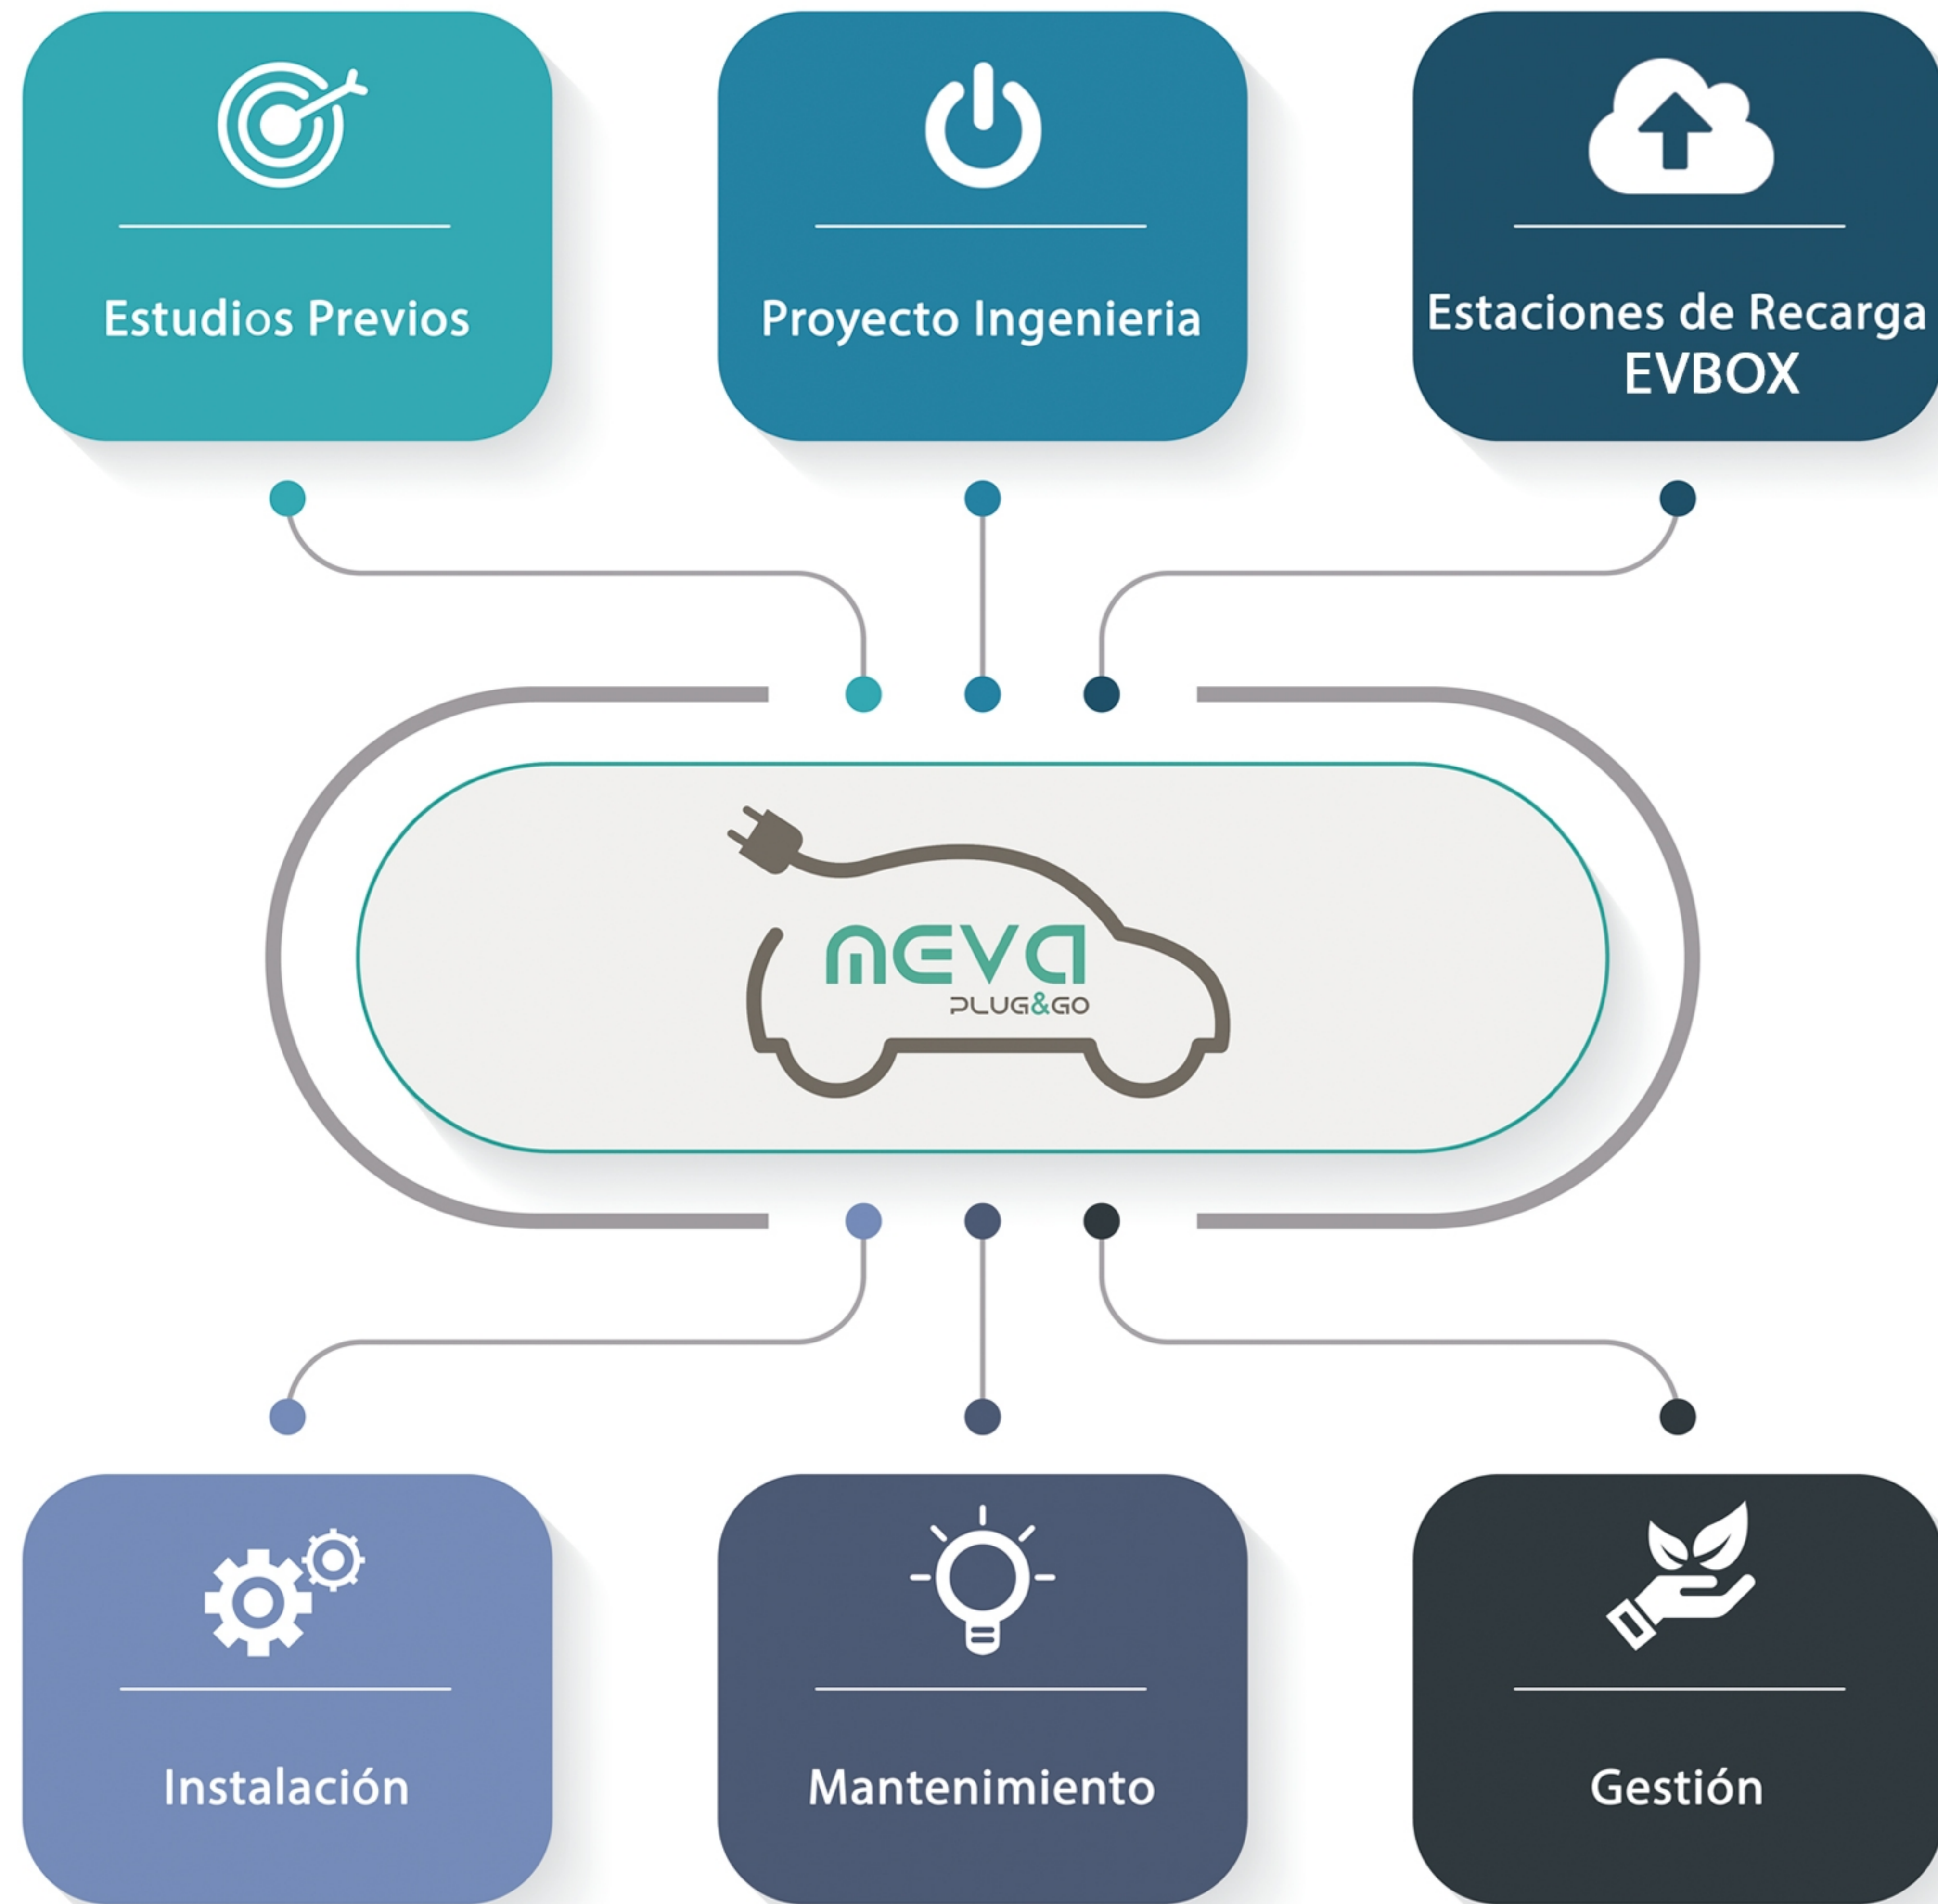 Estudios Previos
Proyecto Ingenieria
Estaciones de Recarga
EVBOX
meva
PLUG&GO
Instalación
Mantenimiento
Gestión